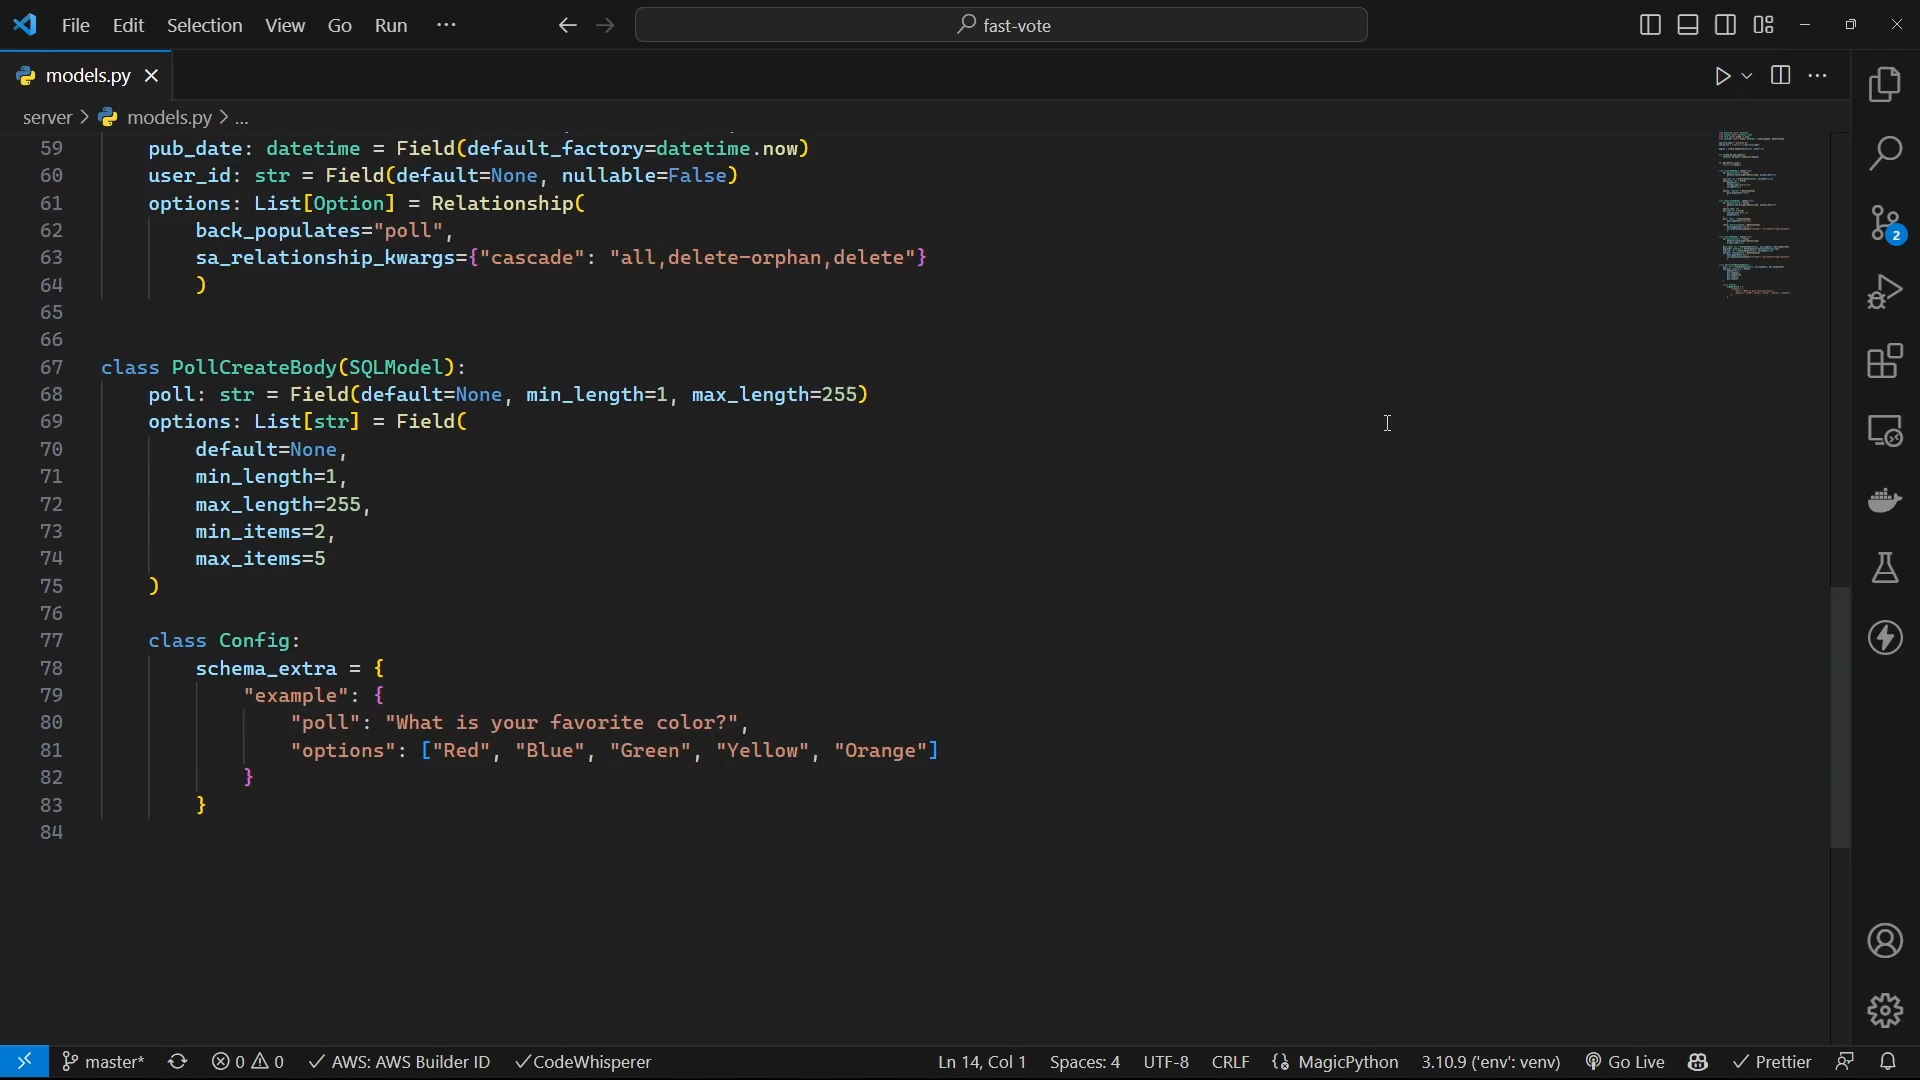 File Edit Selection View Go Run ··· fast-vote
models.py
server > models.py > ...
59 pub_date: datetime = Field(default_factory=datetime.now)
60 user_id: str = Field(default=None, nullable=False)
61 options: List[Option] = Relationship(
62 back_populates="poll",
63 sa_relationship_kwargs={"cascade": "all,delete-orphan,delete"}
64 )
65
66
67 class PollCreateBody(SQLModel):
68 poll: str = Field(default=None, min_length=1, max_length=255)
69 options: List[str] = Field(
70 default=None,
71 min_length=1,
72 max_length=255,
73 min_items=2,
74 max_items=5
75 )
76
77 class Config:
78 schema_extra = {
79 "example": {
80 "poll": "What is your favorite color?",
81 "options": ["Red", "Blue", "Green", "Yellow", "Orange"]
82 }
83 }
84
2
master* 0 0 AWS: AWS Builder ID CodeWhisperer Ln 14, Col 1 Spaces: 4 UTF-8 CRLF {} MagicPython 3.10.9 ('env': venv) Go Live Prettier